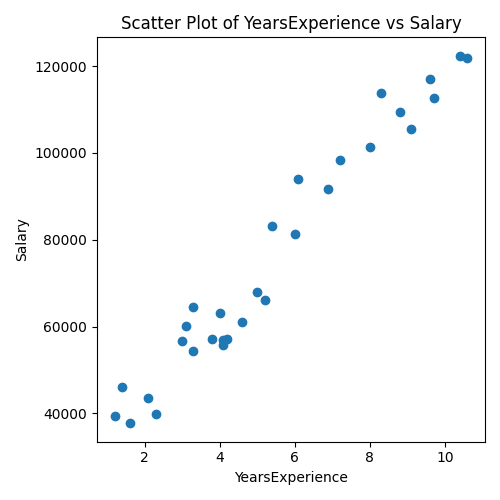 Scatter Plot of YearsExperience vs Salary
120000
100000
80000
60000
40000
Salary
2 4 6 8 10
YearsExperience